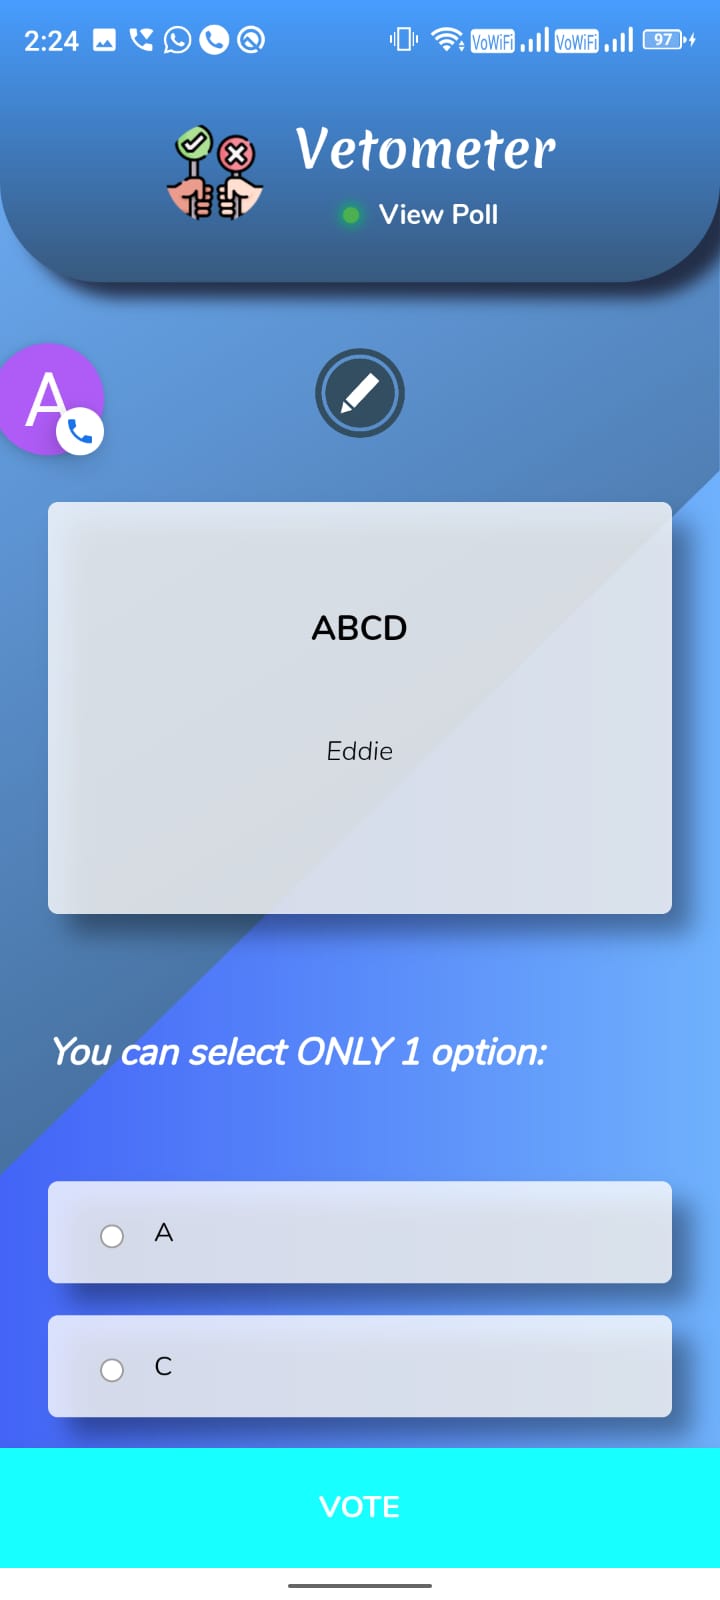 2:24 VoWiFi VoWiFi 97
Vetometer
View Poll
A
ABCD
Eddie
You can select ONLY 1 option:
A
C
VOTE